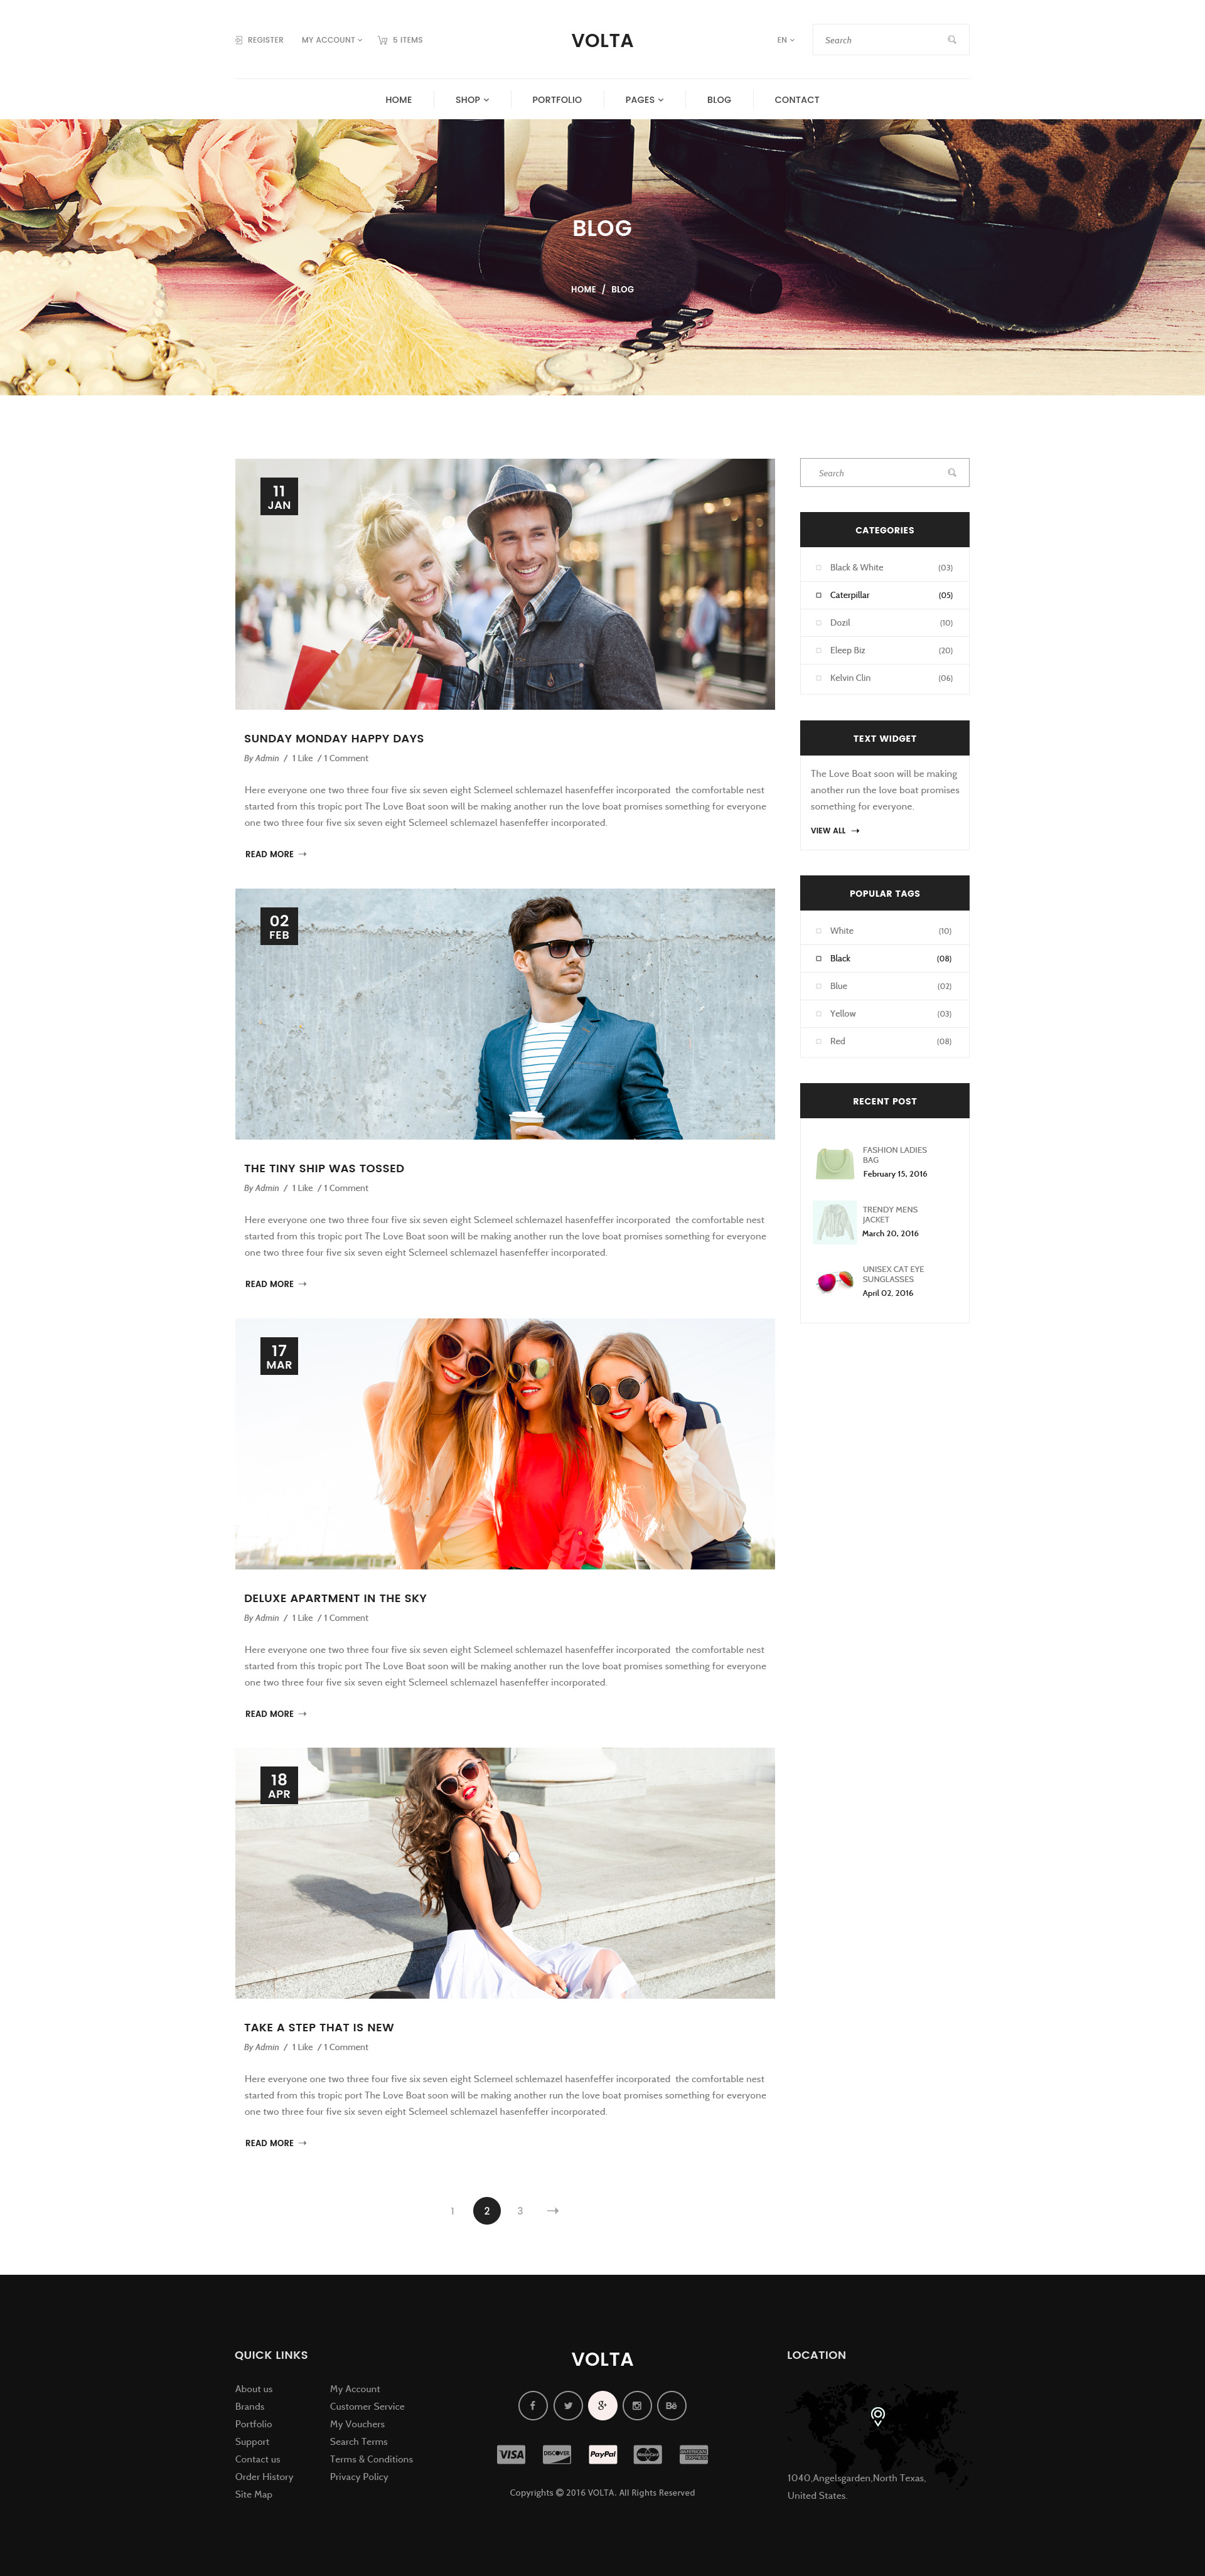 REGISTER
MY ACCOUNT
5 ITEMS
VOLTA
EN
Search
HOME
SHOP
PORTFOLIO
PAGES
BLOG
CONTACT
BLOG
HOME / BLOG
11
JAN
SUNDAY MONDAY HAPPY DAYS
By Admin / 1 Like / 1 Comment
Here everyone one two three four five six seven eight Sclemeel schlemazel hasenfeffer incorporated the comfortable nest
started from this tropic port The Love Boat soon will be making another run the love boat promises something for everyone
one two three four five six seven eight Sclemeel schlemazel hasenfeffer incorporated.
READ MORE
02
FEB
THE TINY SHIP WAS TOSSED
By Admin / 1 Like / 1 Comment
Here everyone one two three four five six seven eight Sclemeel schlemazel hasenfeffer incorporated the comfortable nest
started from this tropic port The Love Boat soon will be making another run the love boat promises something for everyone
one two three four five six seven eight Sclemeel schlemazel hasenfeffer incorporated.
READ MORE
17
MAR
DELUXE APARTMENT IN THE SKY
By Admin / 1 Like / 1 Comment
Here everyone one two three four five six seven eight Sclemeel schlemazel hasenfeffer incorporated the comfortable nest
started from this tropic port The Love Boat soon will be making another run the love boat promises something for everyone
one two three four five six seven eight Sclemeel schlemazel hasenfeffer incorporated.
READ MORE
18
APR
TAKE A STEP THAT IS NEW
By Admin / 1 Like / 1 Comment
Here everyone one two three four five six seven eight Sclemeel schlemazel hasenfeffer incorporated the comfortable nest
started from this tropic port The Love Boat soon will be making another run the love boat promises something for everyone
one two three four five six seven eight Sclemeel schlemazel hasenfeffer incorporated.
READ MORE
1
2
3
Search
CATEGORIES
Black & White (03)
Caterpillar (05)
Dozil (10)
Eleep Biz (20)
Kelvin Clin (06)
TEXT WIDGET
The Love Boat soon will be making
another run the love boat promises
something for everyone.
VIEW ALL
POPULAR TAGS
White (10)
Black (08)
Blue (02)
Yellow (03)
Red (08)
RECENT POST
FASHION LADIES
BAG
February 15, 2016
TRENDY MENS
JACKET
March 20, 2016
UNISEX CAT EYE
SUNGLASSES
April 02, 2016
QUICK LINKS
About us
Brands
Portfolio
Support
Contact us
Order History
Site Map
My Account
Customer Service
My Vouchers
Search Terms
Terms & Conditions
Privacy Policy
VOLTA
f
g+
Bē
VISA
DISCOVER
PayPal
MasterCard
AMERICAN
EXPRESS
Copyrights © 2016 VOLTA. All Rights Reserved
LOCATION
1040,Angelsgarden,North Texas,
United States.